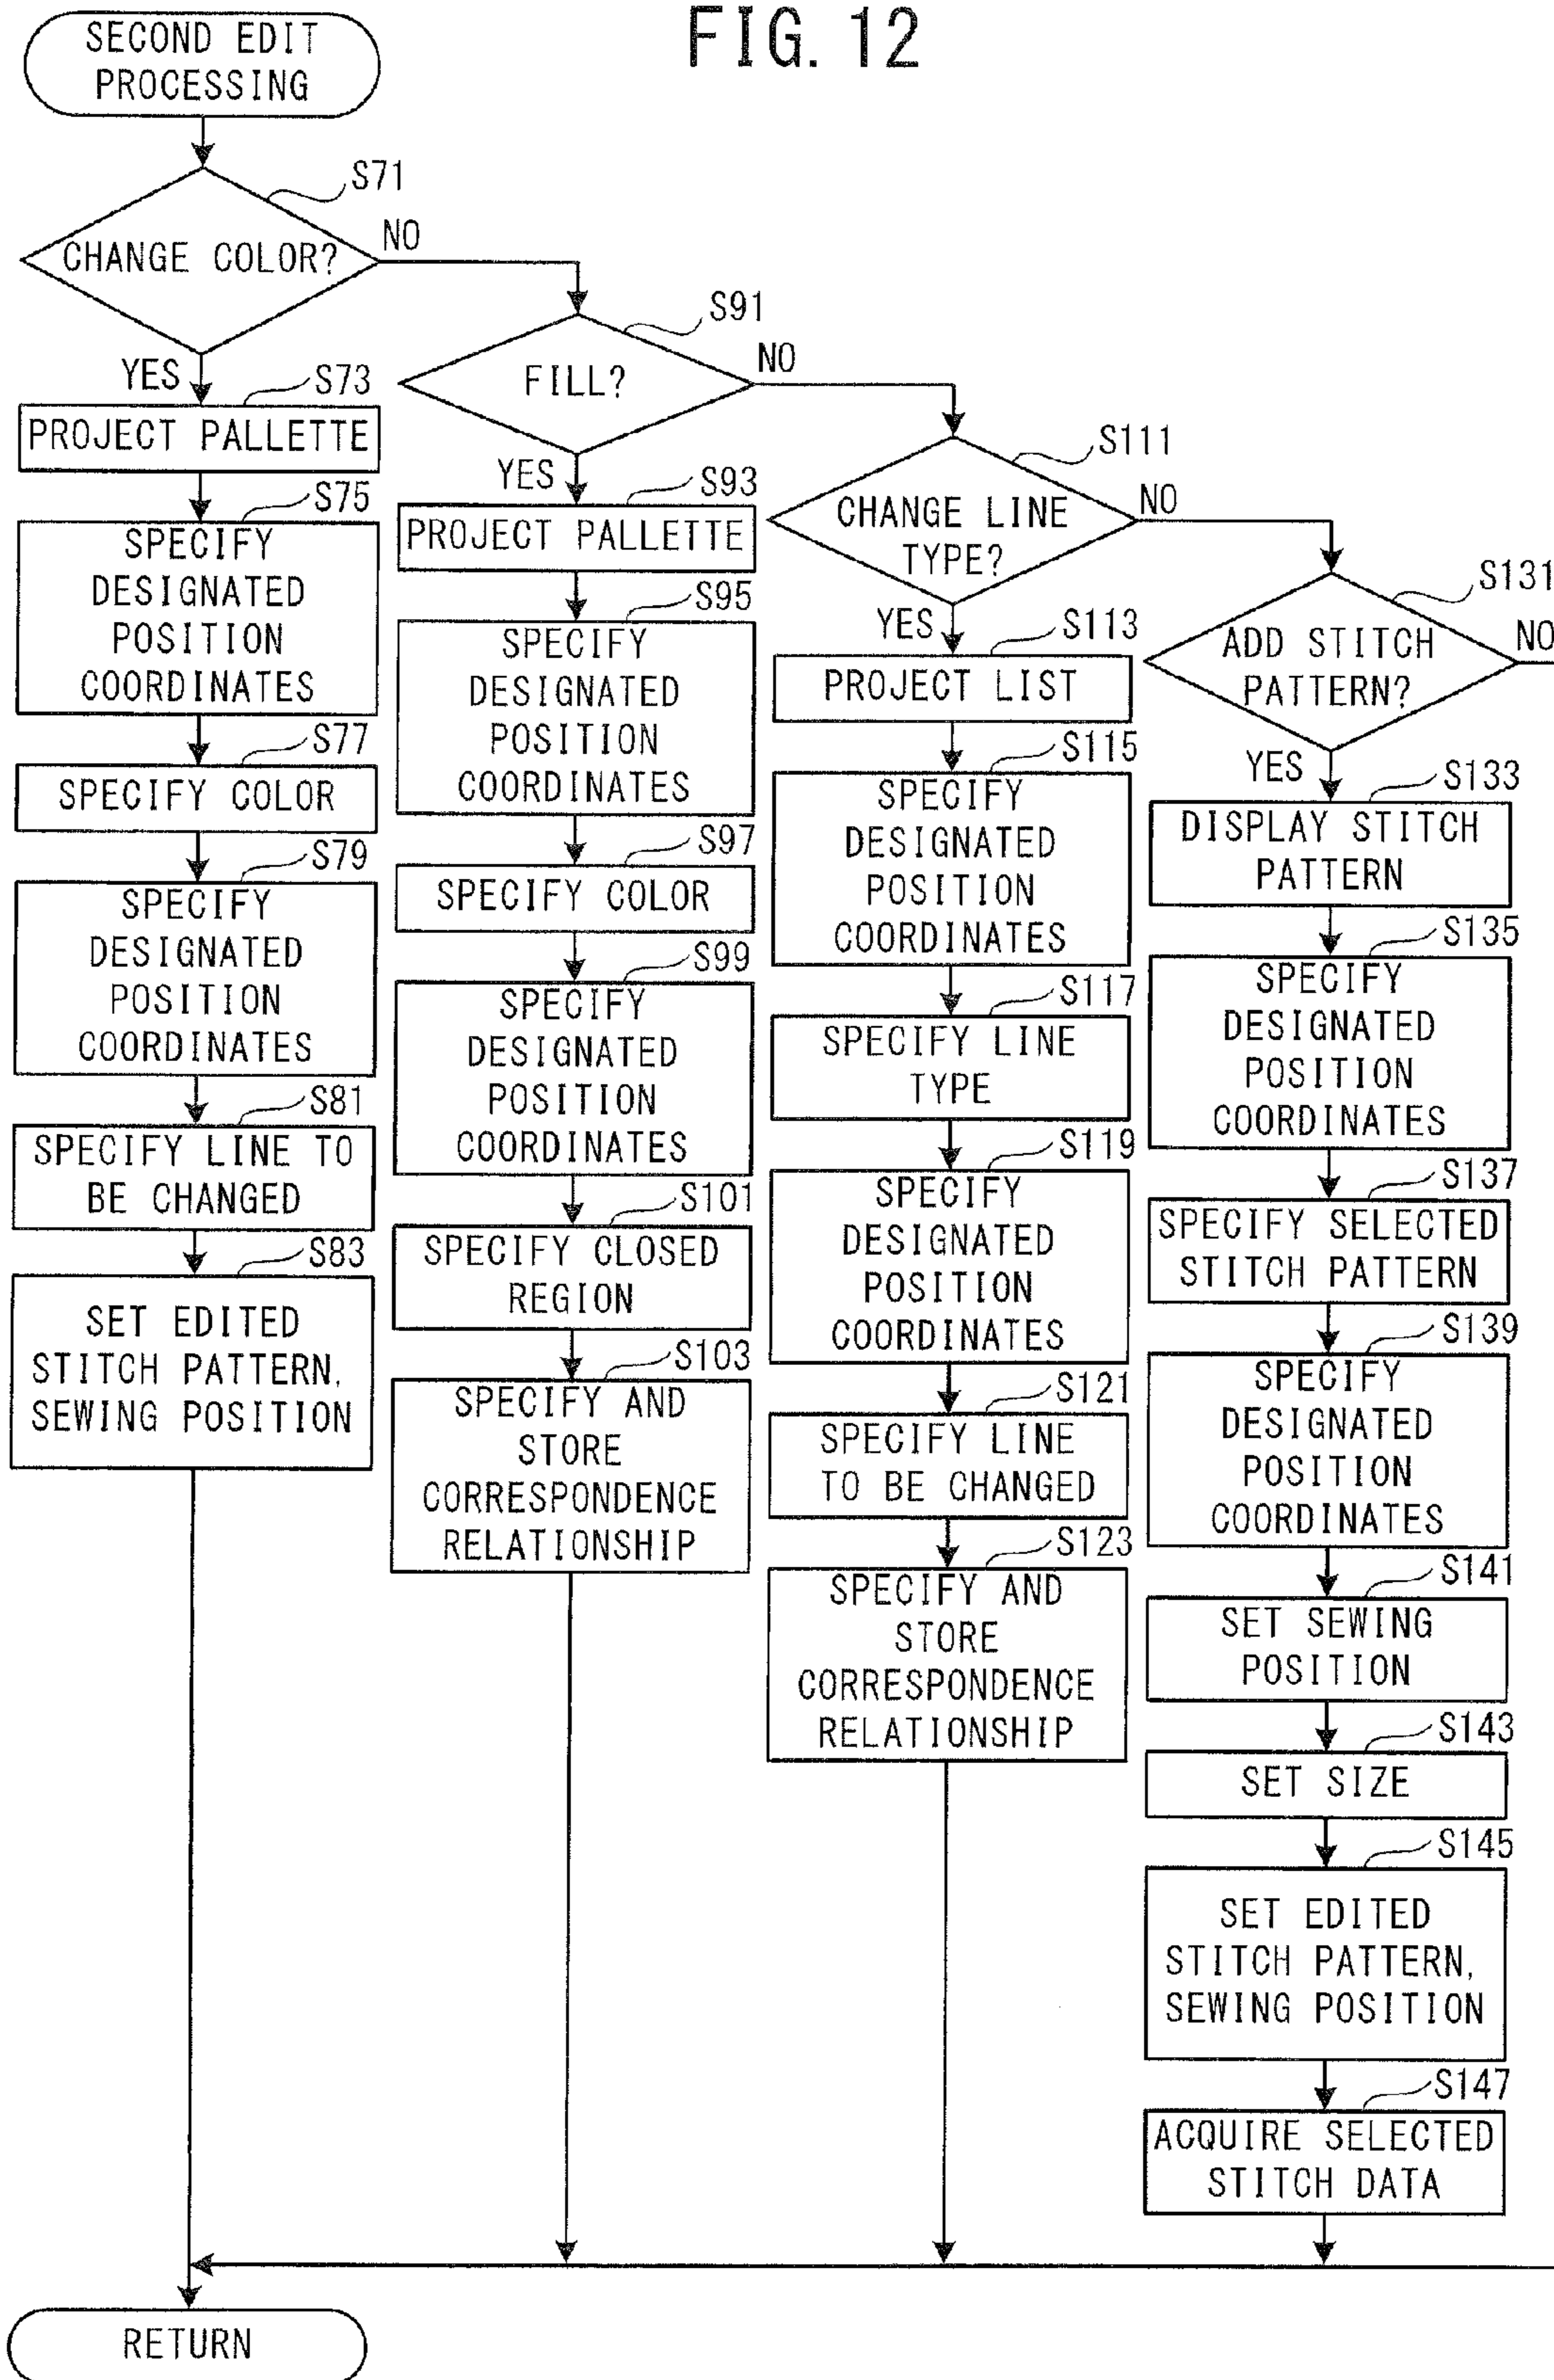 FIG. 12
SECOND EDIT
PROCESSING
S71
CHANGE COLOR?
NO
YES
S73
PROJECT PALLETTE
S75
SPECIFY
DESIGNATED
POSITION
COORDINATES
S77
SPECIFY COLOR
S79
SPECIFY
DESIGNATED
POSITION
COORDINATES
S81
SPECIFY LINE TO
BE CHANGED
S83
SET EDITED
STITCH PATTERN,
SEWING POSITION
S91
FILL?
NO
YES
S93
PROJECT PALLETTE
S95
SPECIFY
DESIGNATED
POSITION
COORDINATES
S97
SPECIFY COLOR
S99
SPECIFY
DESIGNATED
POSITION
COORDINATES
S101
SPECIFY CLOSED
REGION
S103
SPECIFY AND
STORE
CORRESPONDENCE
RELATIONSHIP
S111
CHANGE LINE
TYPE?
NO
YES
S113
PROJECT LIST
S115
SPECIFY
DESIGNATED
POSITION
COORDINATES
S117
SPECIFY LINE
TYPE
S119
SPECIFY
DESIGNATED
POSITION
COORDINATES
S121
SPECIFY LINE
TO BE CHANGED
S123
SPECIFY AND
STORE
CORRESPONDENCE
RELATIONSHIP
S131
ADD STITCH
PATTERN?
NO
YES
S133
DISPLAY STITCH
PATTERN
S135
SPECIFY
DESIGNATED
POSITION
COORDINATES
S137
SPECIFY SELECTED
STITCH PATTERN
S139
SPECIFY
DESIGNATED
POSITION
COORDINATES
S141
SET SEWING
POSITION
S143
SET SIZE
S145
SET EDITED
STITCH PATTERN,
SEWING POSITION
S147
ACQUIRE SELECTED
STITCH DATA
RETURN